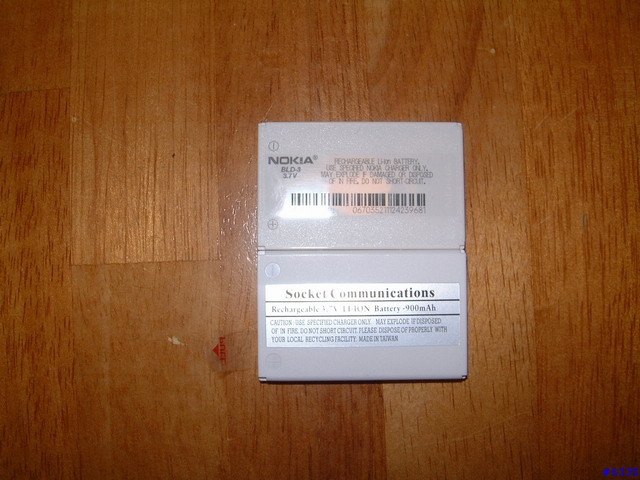 NOKIA®
BLD-3
3.7V
RECHARGEABLE Li-Ion BATTERY.
USE SPECIFIED NOKIA CHARGER ONLY.
MAY EXPLODE IF DAMAGED OR DISPOSED
OF IN FIRE. DO NOT SHORT-CIRCUIT.
0670352111242S9681
Socket Communications
Rechargeable 3.7V LI-ION Battery -900mAh
CAUTION: USE SPECIFIED CHARGER ONLY. MAY EXPLODE IF DISPOSED
OF IN FIRE. DO NOT SHORT CIRCUIT. PLEASE DISPOSE OF PROPERLY WITH
YOUR LOCAL RECYCLING FACILITY. MADE IN TAIWAN